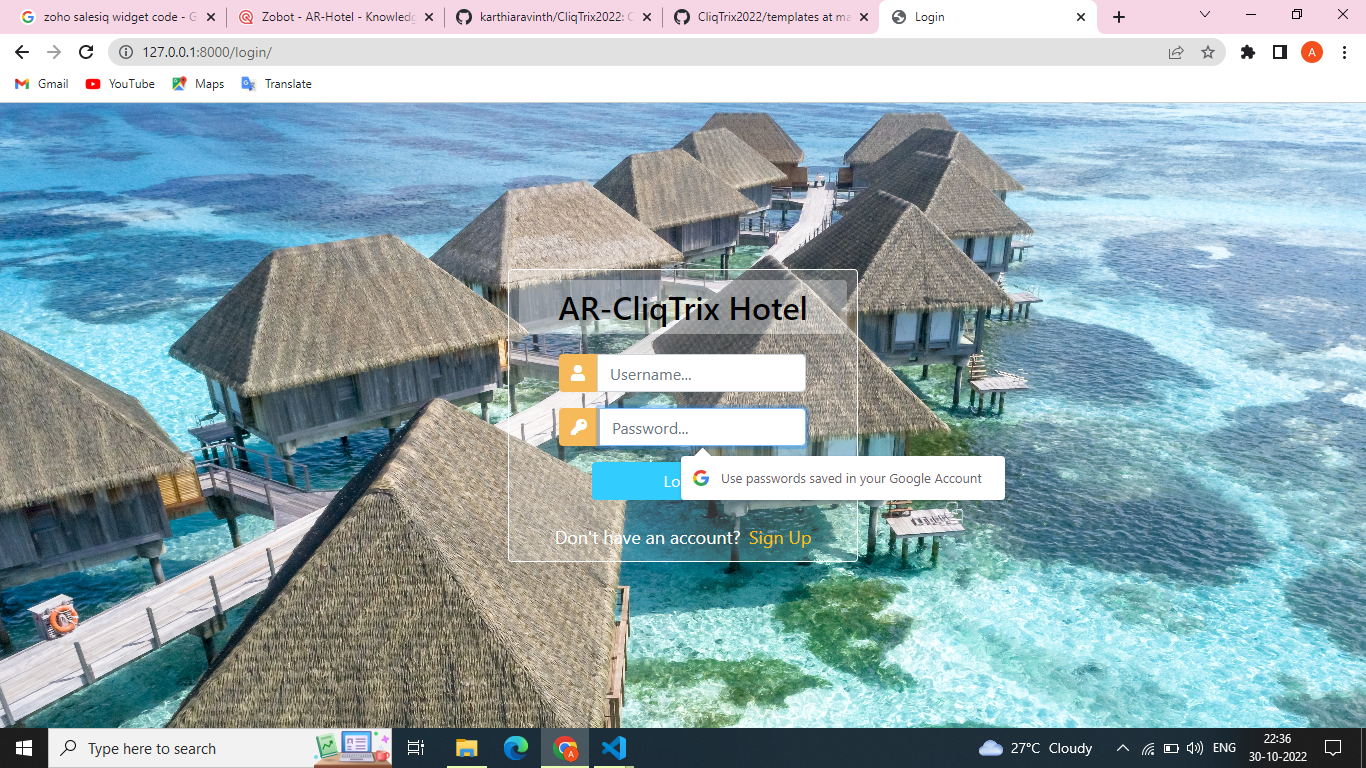 zoho salesiq widget code - G
Zobot - AR-Hotel - Knowledg
karthiaravinth/CliqTrix2022: C
CliqTrix2022/templates at ma
Login
127.0.0.1:8000/login/
A
Gmail
YouTube
Maps
Translate
AR-CliqTrix Hotel
Username...
Password...
Lo
Use passwords saved in your Google Account
Don't have an account? Sign Up
Type here to search
27°C Cloudy
ENG
22:36
30-10-2022